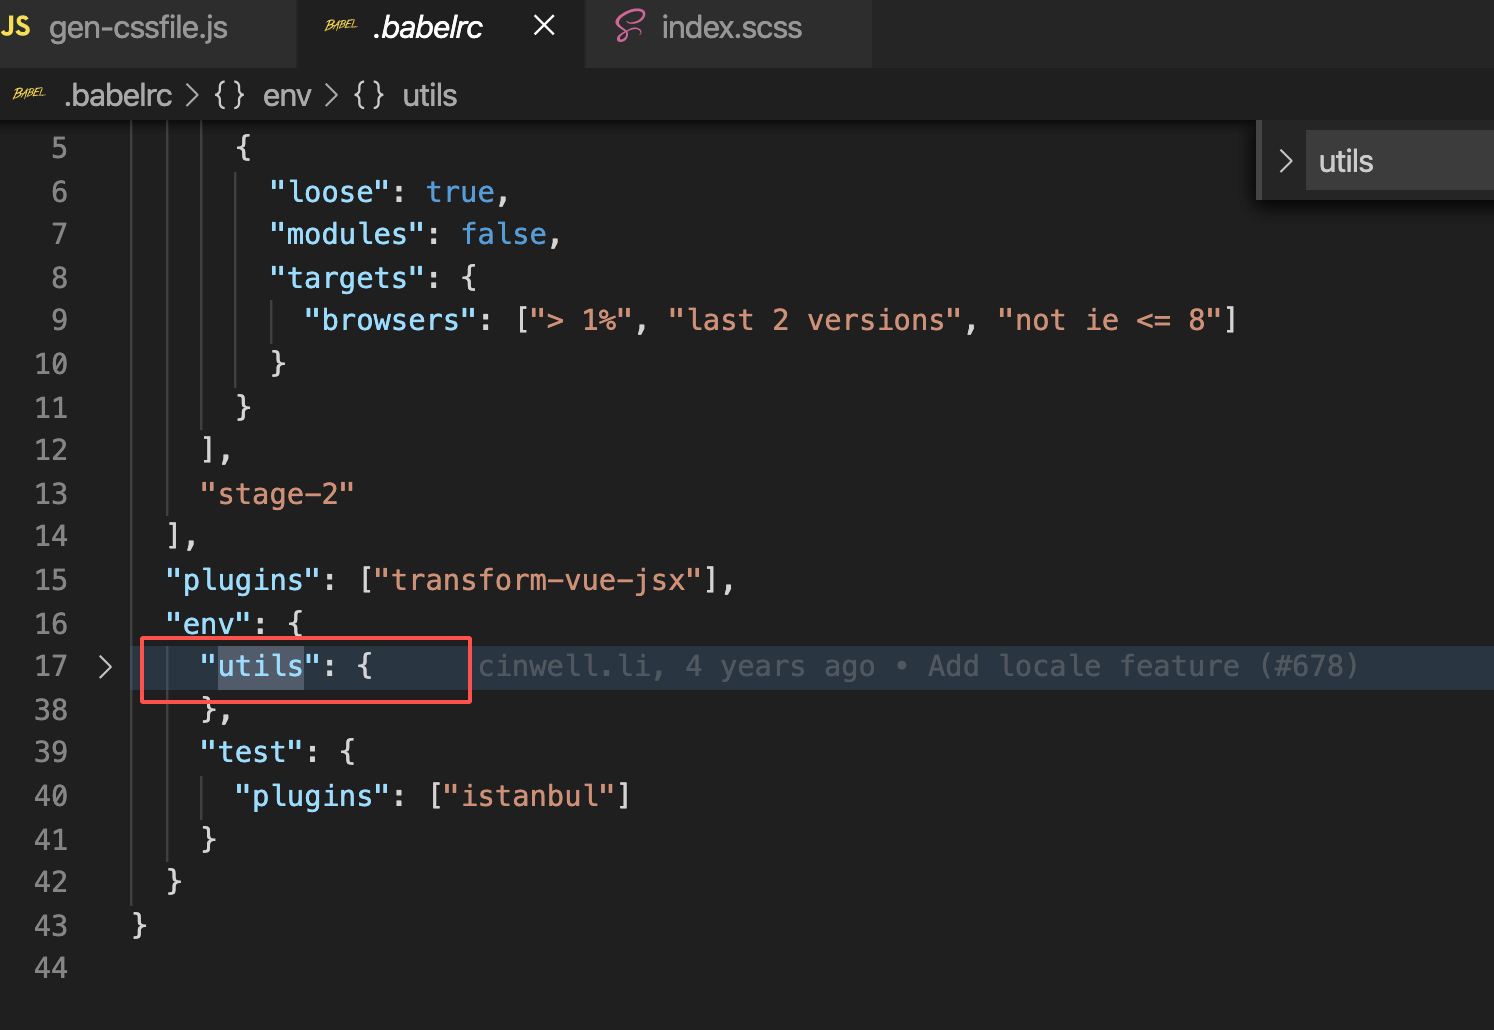 JS gen-cssfile.js BABEL .babelrc index.scss
BABEL .babelrc > {} env > {} utils
utils
5 {
6 "loose": true,
7 "modules": false,
8 "targets": {
9 "browsers": ["> 1%", "last 2 versions", "not ie <= 8"]
10 }
11 }
12 ],
13 "stage-2"
14 ],
15 "plugins": ["transform-vue-jsx"],
16 "env": {
17 "utils": { cinwell.li, 4 years ago • Add locale feature (#678)
38 },
39 "test": {
40 "plugins": ["istanbul"]
41 }
42 }
43 }
44